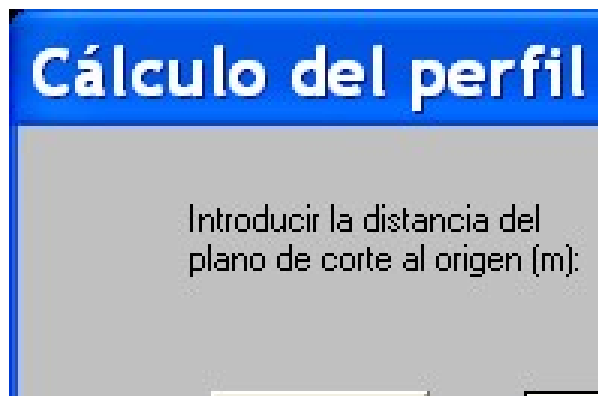 Cálculo del perfil
Introducir la distancia del
plano de corte al origen (m):